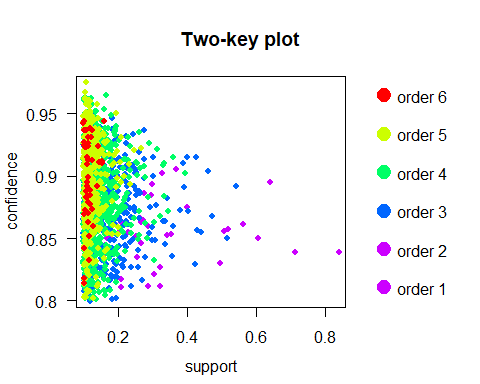 Two-key plot
confidence
0.95
0.9
0.85
0.8
0.2
0.4
0.6
0.8
support
order 6
order 5
order 4
order 3
order 2
order 1